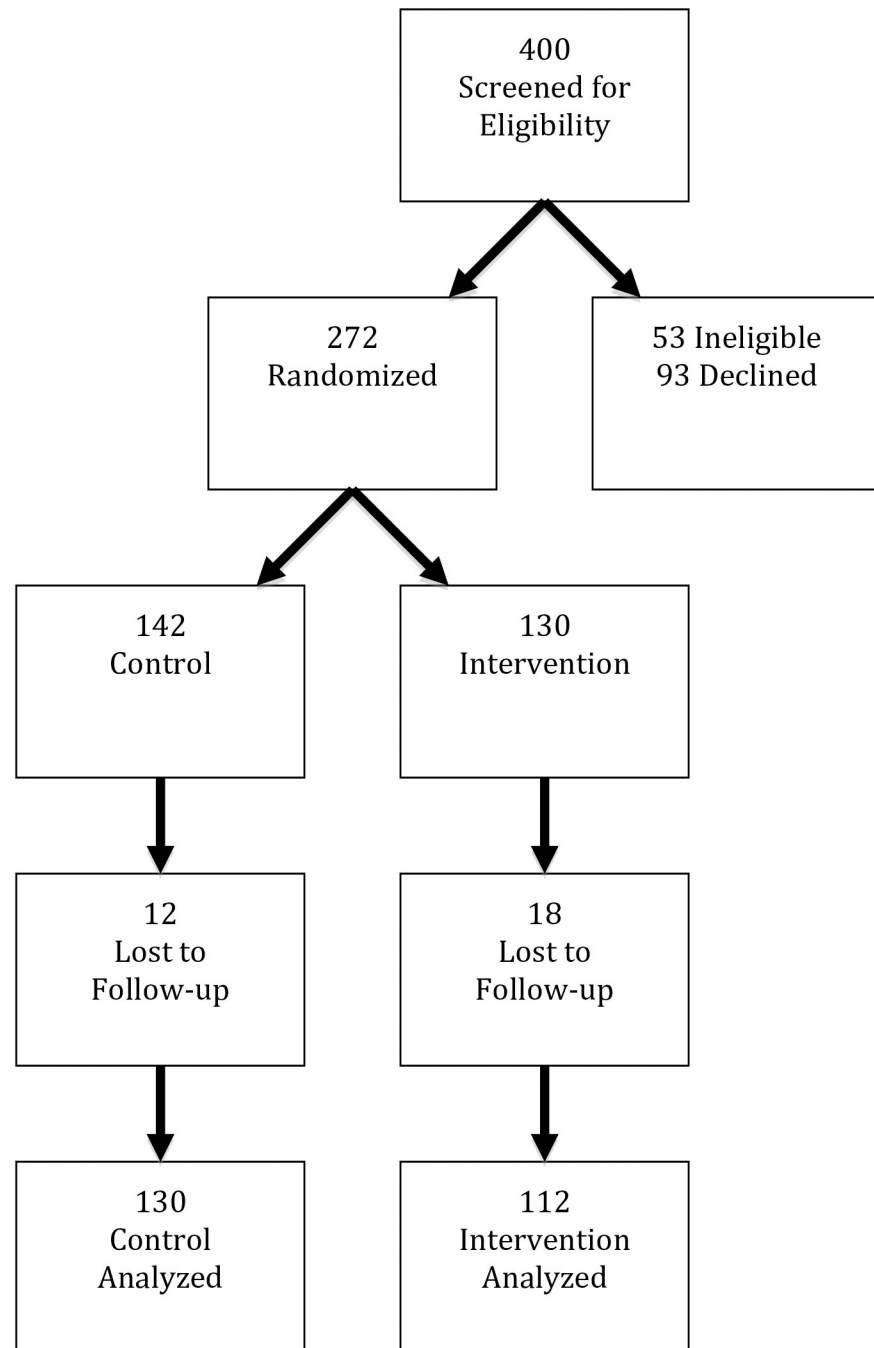 400
Screened for
Eligibility
272
Randomized
53 Ineligible
93 Declined
142
Control
130
Intervention
12
Lost to
Follow-up
18
Lost to
Follow-up
130
Control
Analyzed
112
Intervention
Analyzed